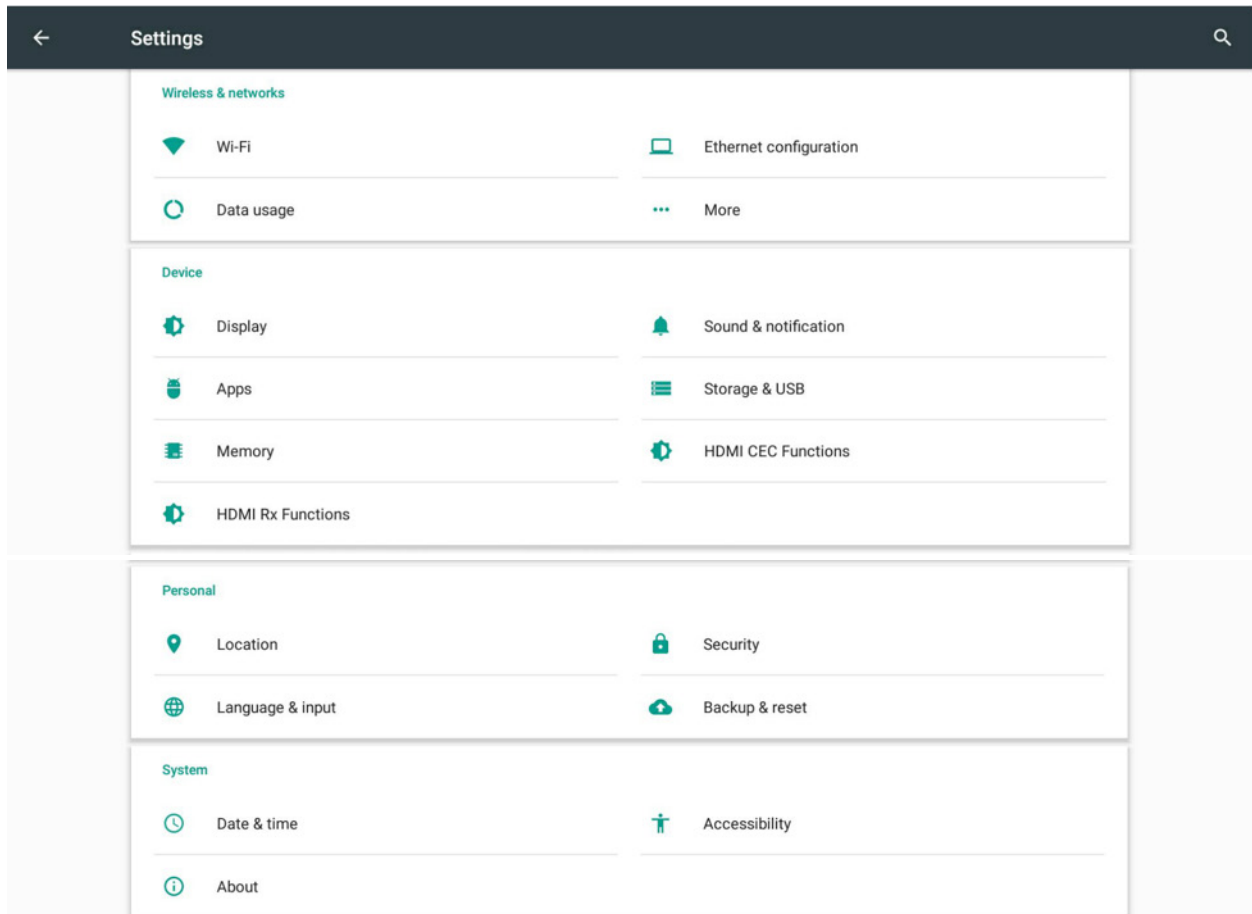 Settings
Wireless & networks
Wi-Fi
Ethernet configuration
Data usage
More
Device
Display
Sound & notification
Apps
Storage & USB
Memory
HDMI CEC Functions
HDMI Rx Functions
Personal
Location
Security
Language & input
Backup & reset
System
Date & time
Accessibility
About